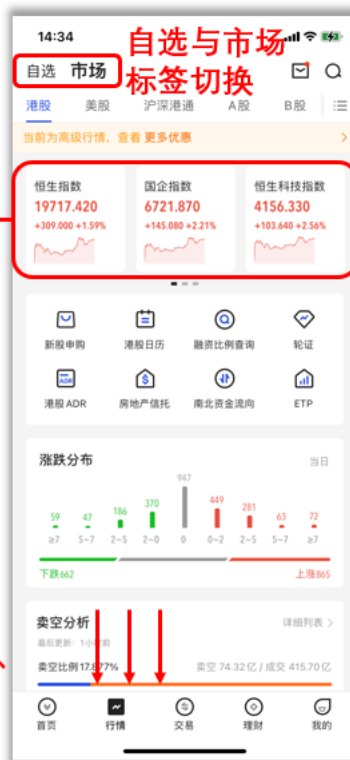 14:34
自选与市场
自选 市场
标签切换
港股 美股 沪深港通 A股 B股
当前为高级行情，查看更多优惠
恒生指数 国企指数 恒生科技指数
19717.420 6721.870 4156.330
+309.000 +1.59% +145.080 +2.21% +103.640 +2.56%
新股申购 港股日历 融资比例查询 轮证
ADR
港股ADR 房地产信托 南北资金流向 ETP
涨跌分布 当日
59 47 186 370 947 449 281 63 72
≥7 5~7 2~5 2~0 0 0~2 2~5 5~7 ≥7
下跌662 上涨865
卖空分析 详细列表
最后更新：1小时前
卖空比例17.877% 卖空 74.32亿 / 成交 415.70亿
首页 行情 交易 理财 我的